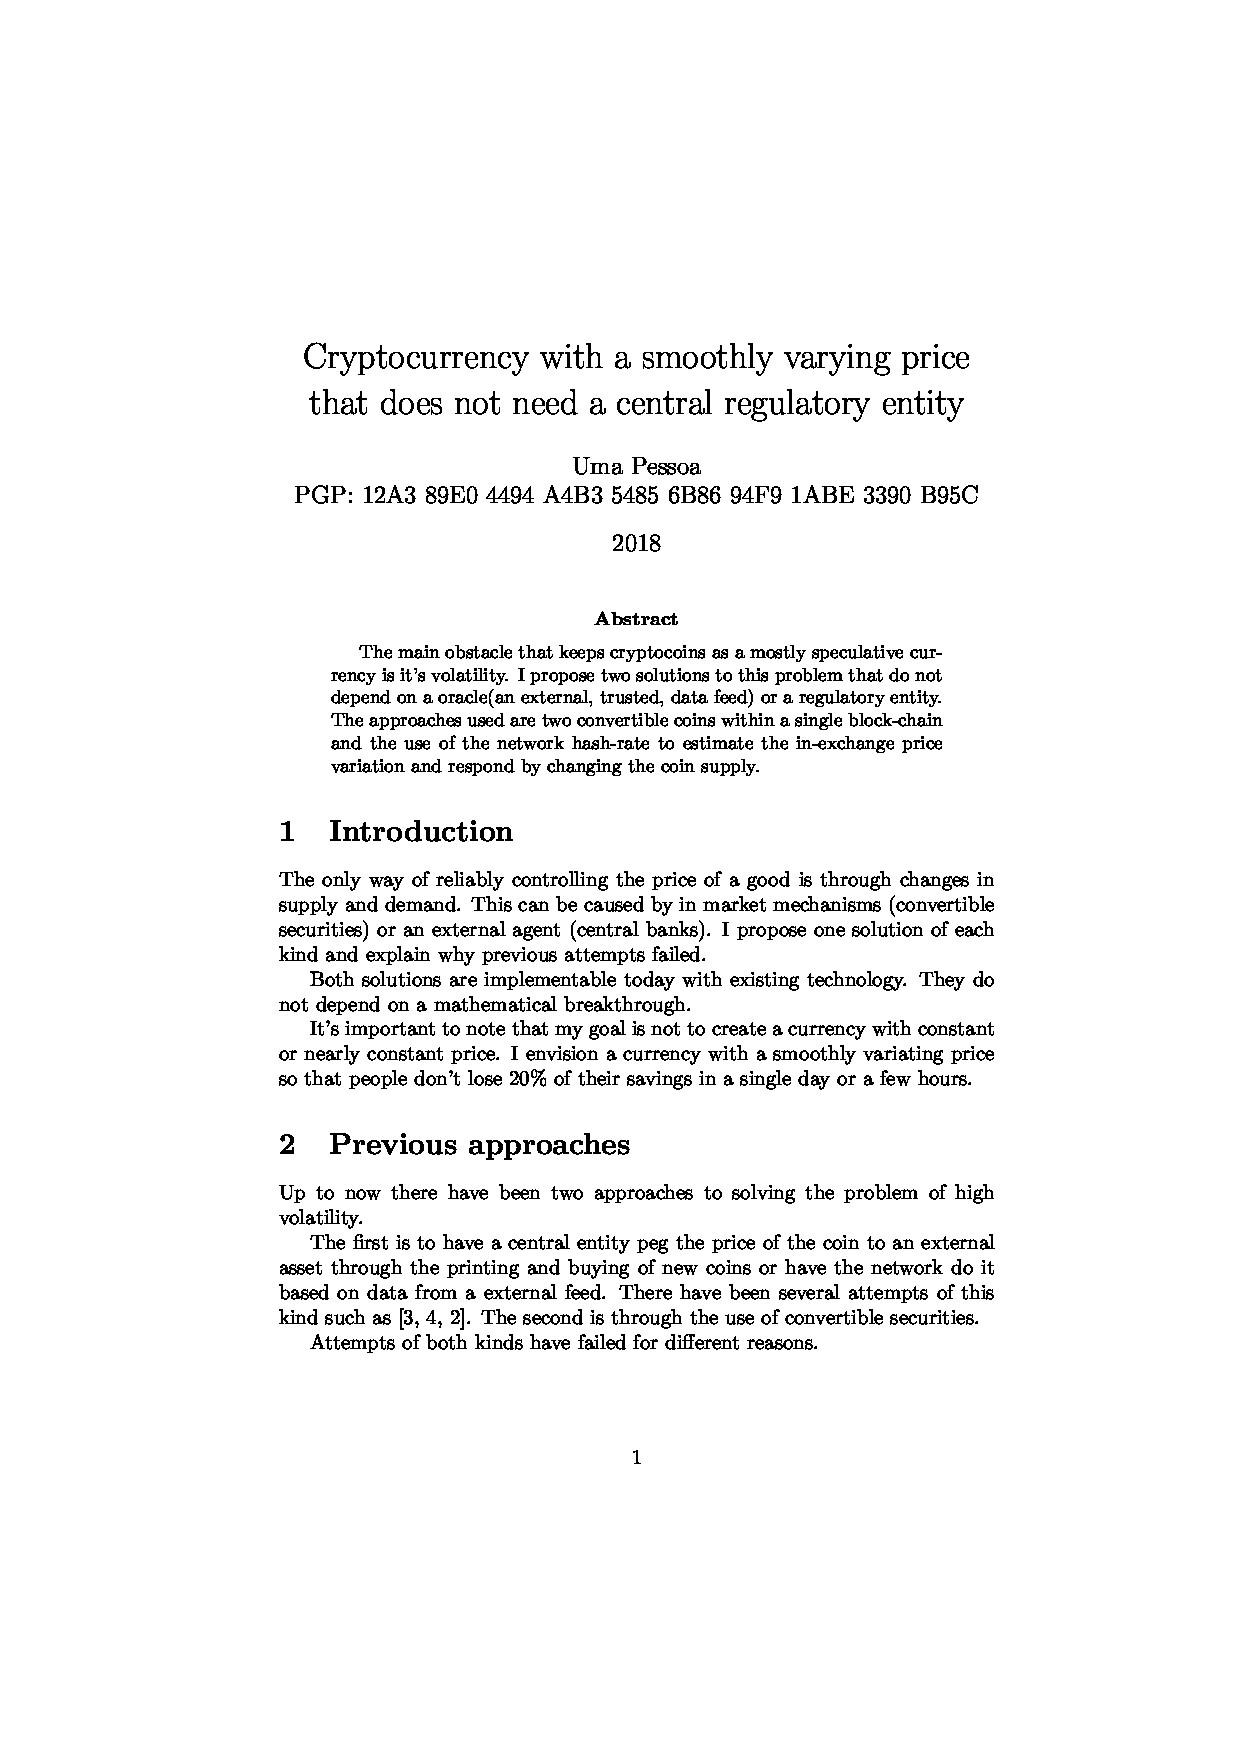 Cryptocurrency with a smoothly varying price
that does not need a central regulatory entity
Uma Pessoa
PGP: 12A3 89E0 4494 A4B3 5485 6B86 94F9 1ABE 3390 B95C
2018
Abstract
The main obstacle that keeps cryptocoins as a mostly speculative cur-
rency is it's volatility. I propose two solutions to this problem that do not
depend on a oracle(an external, trusted, data feed) or a regulatory entity.
The approaches used are two convertible coins within a single block-chain
and the use of the network hash-rate to estimate the in-exchange price
variation and respond by changing the coin supply.
1 Introduction
The only way of reliably controlling the price of a good is through changes in
supply and demand. This can be caused by in market mechanisms (convertible
securities) or an external agent (central banks). I propose one solution of each
kind and explain why previous attempts failed.
Both solutions are implementable today with existing technology. They do
not depend on a mathematical breakthrough.
It's important to note that my goal is not to create a currency with constant
or nearly constant price. I envision a currency with a smoothly variating price
so that people don't lose 20% of their savings in a single day or a few hours.
2 Previous approaches
Up to now there have been two approaches to solving the problem of high
volatility.
The first is to have a central entity peg the price of the coin to an external
asset through the printing and buying of new coins or have the network do it
based on data from a external feed. There have been several attempts of this
kind such as [3, 4, 2]. The second is through the use of convertible securities.
Attempts of both kinds have failed for different reasons.
1